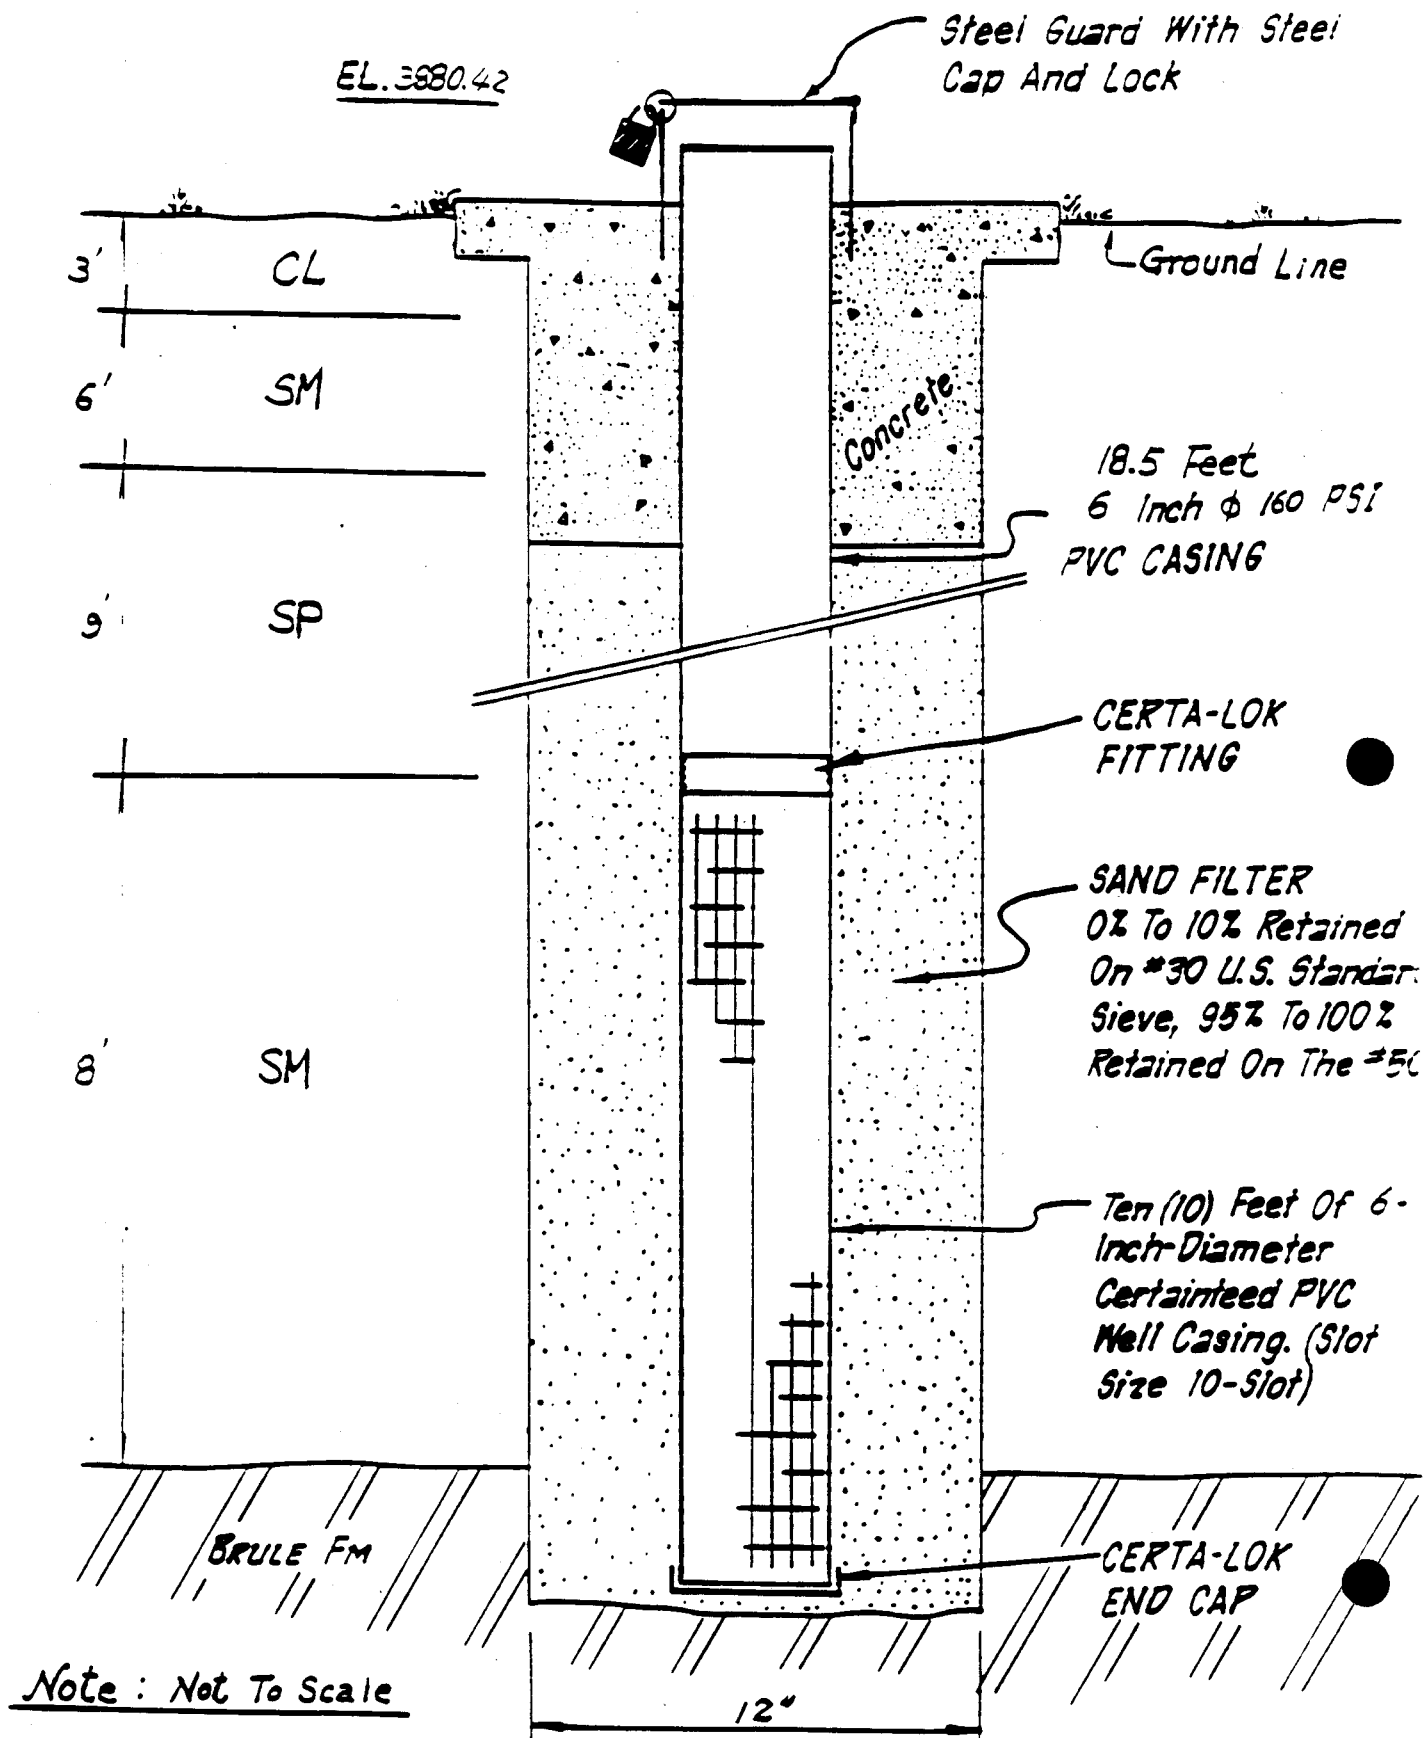 Steel Guard With Steel
Cap And Lock
EL. 3880.42
Ground Line
3' CL
6' SM
Concrete
18.5 Feet
6 Inch ϕ 160 PSI
PVC CASING
9' SP
CERTA-LOK
FITTING
SAND FILTER
0% To 10% Retained
On #30 U.S. Standar
Sieve, 95% To 100%
Retained On The
8' SM
Ten (10) Feet Of 6-
Inch-Diameter
Certainteed PVC
Well Casing. (Slot
Size 10-Slot)
BRULE FM
CERTA-LOK
END CAP
Note : Not To Scale
12"